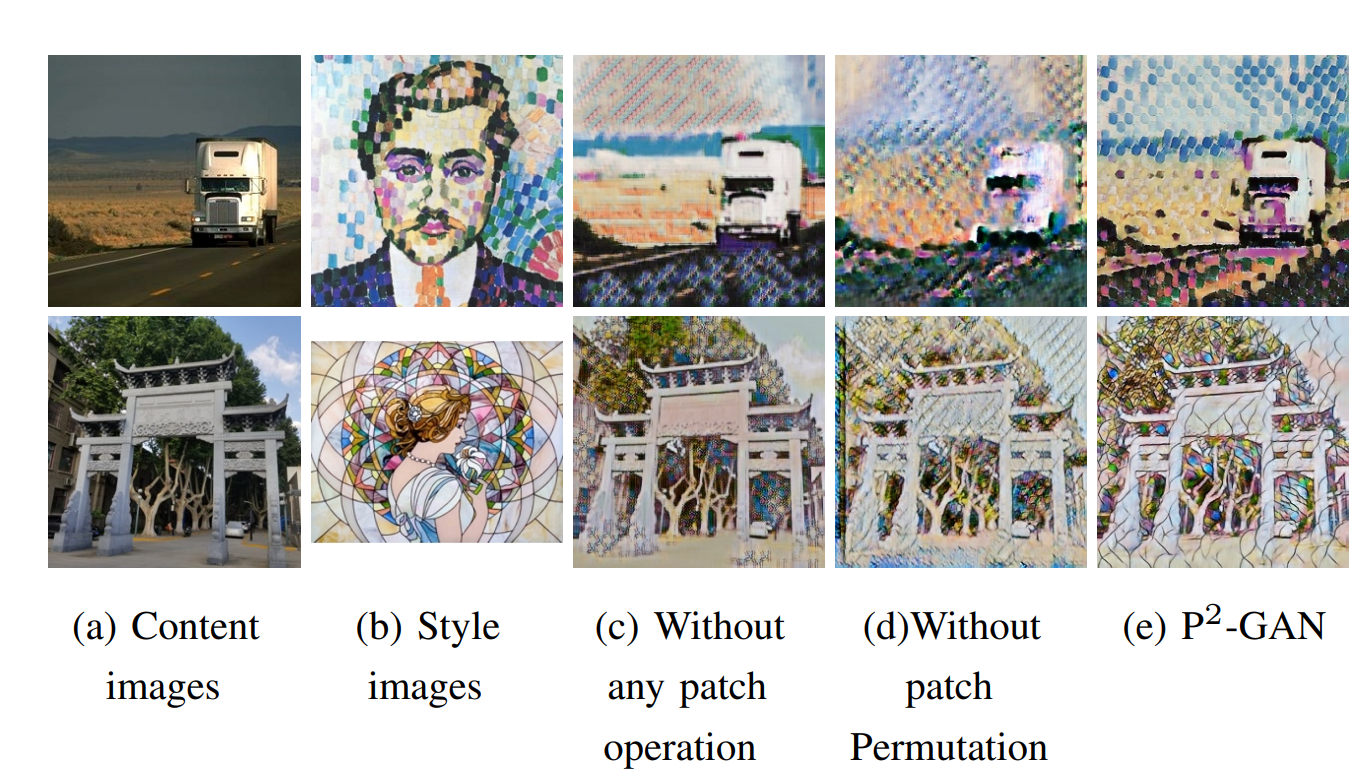 (a) Content
images
(b) Style
images
(c) Without
any patch
operation
(d)Without
patch
Permutation
(e) P²-GAN